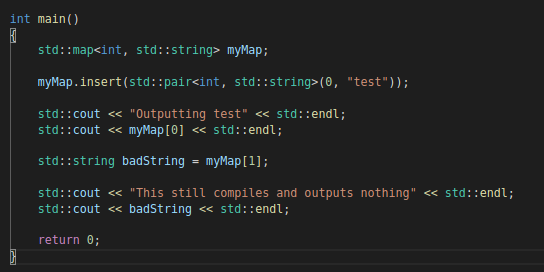 int main()
{
std::map<int, std::string> myMap;
myMap.insert(std::pair<int, std::string>(0, "test"));
std::cout << "Outputting test" << std::endl;
std::cout << myMap[0] << std::endl;
std::string badString = myMap[1];
std::cout << "This still compiles and outputs nothing" << std::endl;
std::cout << badString << std::endl;
return 0;
}